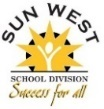 SUN WEST
SCHOOL DIVISION
Success for all